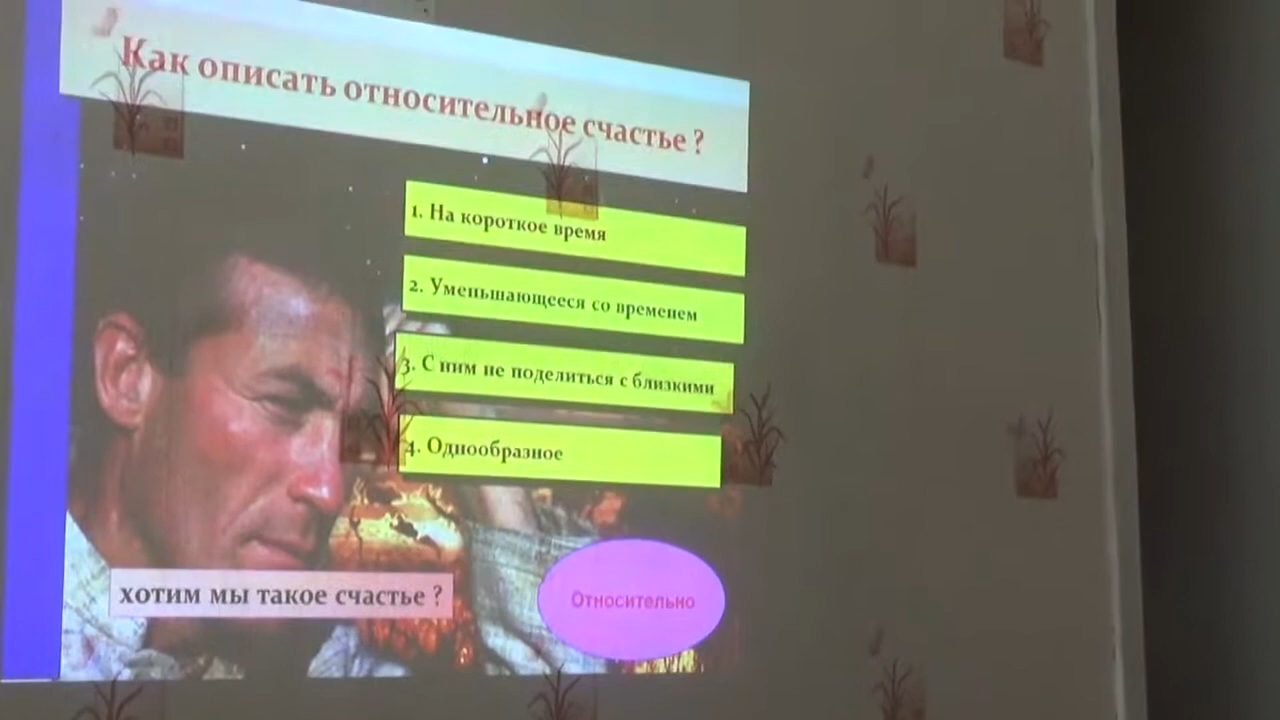 Как описать относительное счастье ?
1. На короткое время
2. Уменьшающееся со временем
3. С ним не поделиться с близкими
4. Однообразное
хотим мы такое счастье ?
Относительно